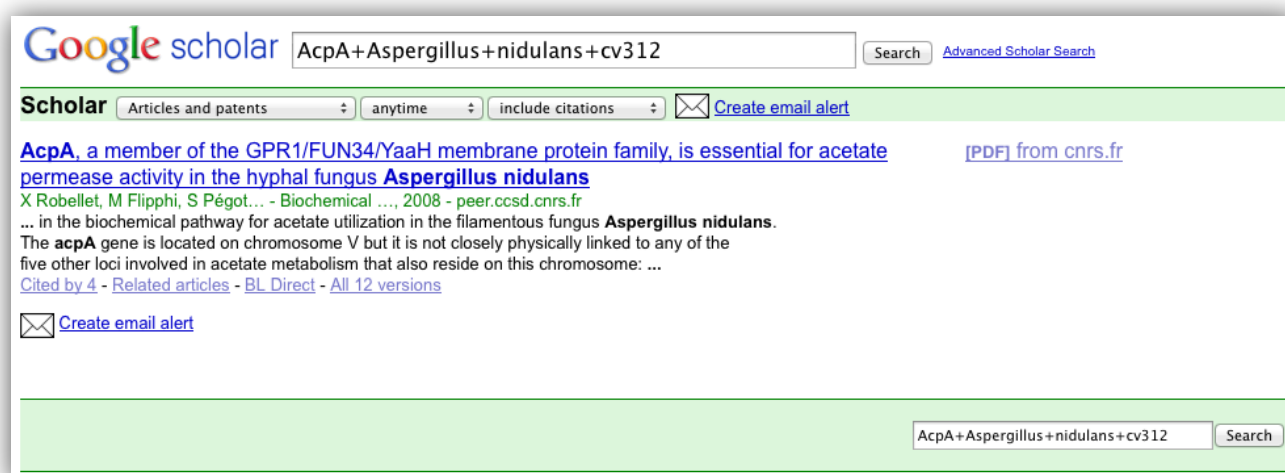 Google scholar AcpA+Aspergillus+nidulans+cv312 Search Advanced Scholar Search
Scholar Articles and patents anytime include citations Create email alert
AcpA, a member of the GPR1/FUN34/YaaH membrane protein family, is essential for acetate [PDF] from cnrs.fr
permease activity in the hyphal fungus Aspergillus nidulans
X Robellet, M Flipphi, S Pégot… - Biochemical …, 2008 - peer.ccsd.cnrs.fr
... in the biochemical pathway for acetate utilization in the filamentous fungus Aspergillus nidulans.
The acpA gene is located on chromosome V but it is not closely physically linked to any of the
five other loci involved in acetate metabolism that also reside on this chromosome: ...
Cited by 4 - Related articles - BL Direct - All 12 versions
Create email alert
AcpA+Aspergillus+nidulans+cv312 Search